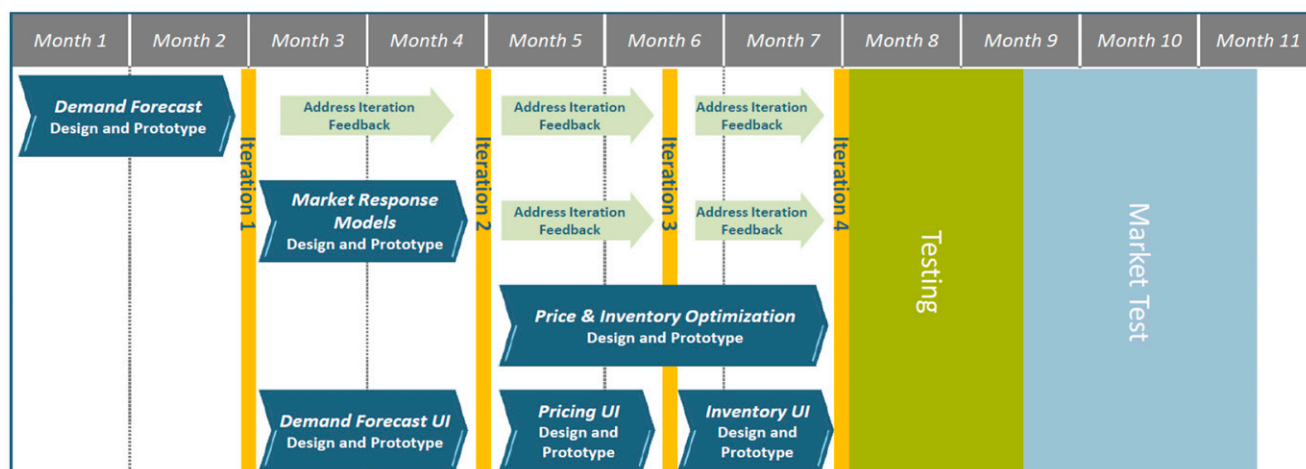 Month 1 Month 2 Month 3 Month 4 Month 5 Month 6 Month 7 Month 8 Month 9 Month 10 Month 11
Demand Forecast
Design and Prototype
Iteration 1
Address Iteration
Feedback
Iteration 2
Address Iteration
Feedback
Iteration 3
Address Iteration
Feedback
Iteration 4
Market Response
Models
Design and Prototype
Address Iteration
Feedback
Address Iteration
Feedback
Price & Inventory Optimization
Design and Prototype
Demand Forecast UI
Design and Prototype
Pricing UI
Design and
Prototype
Inventory UI
Design and
Prototype
Testing
Market Test